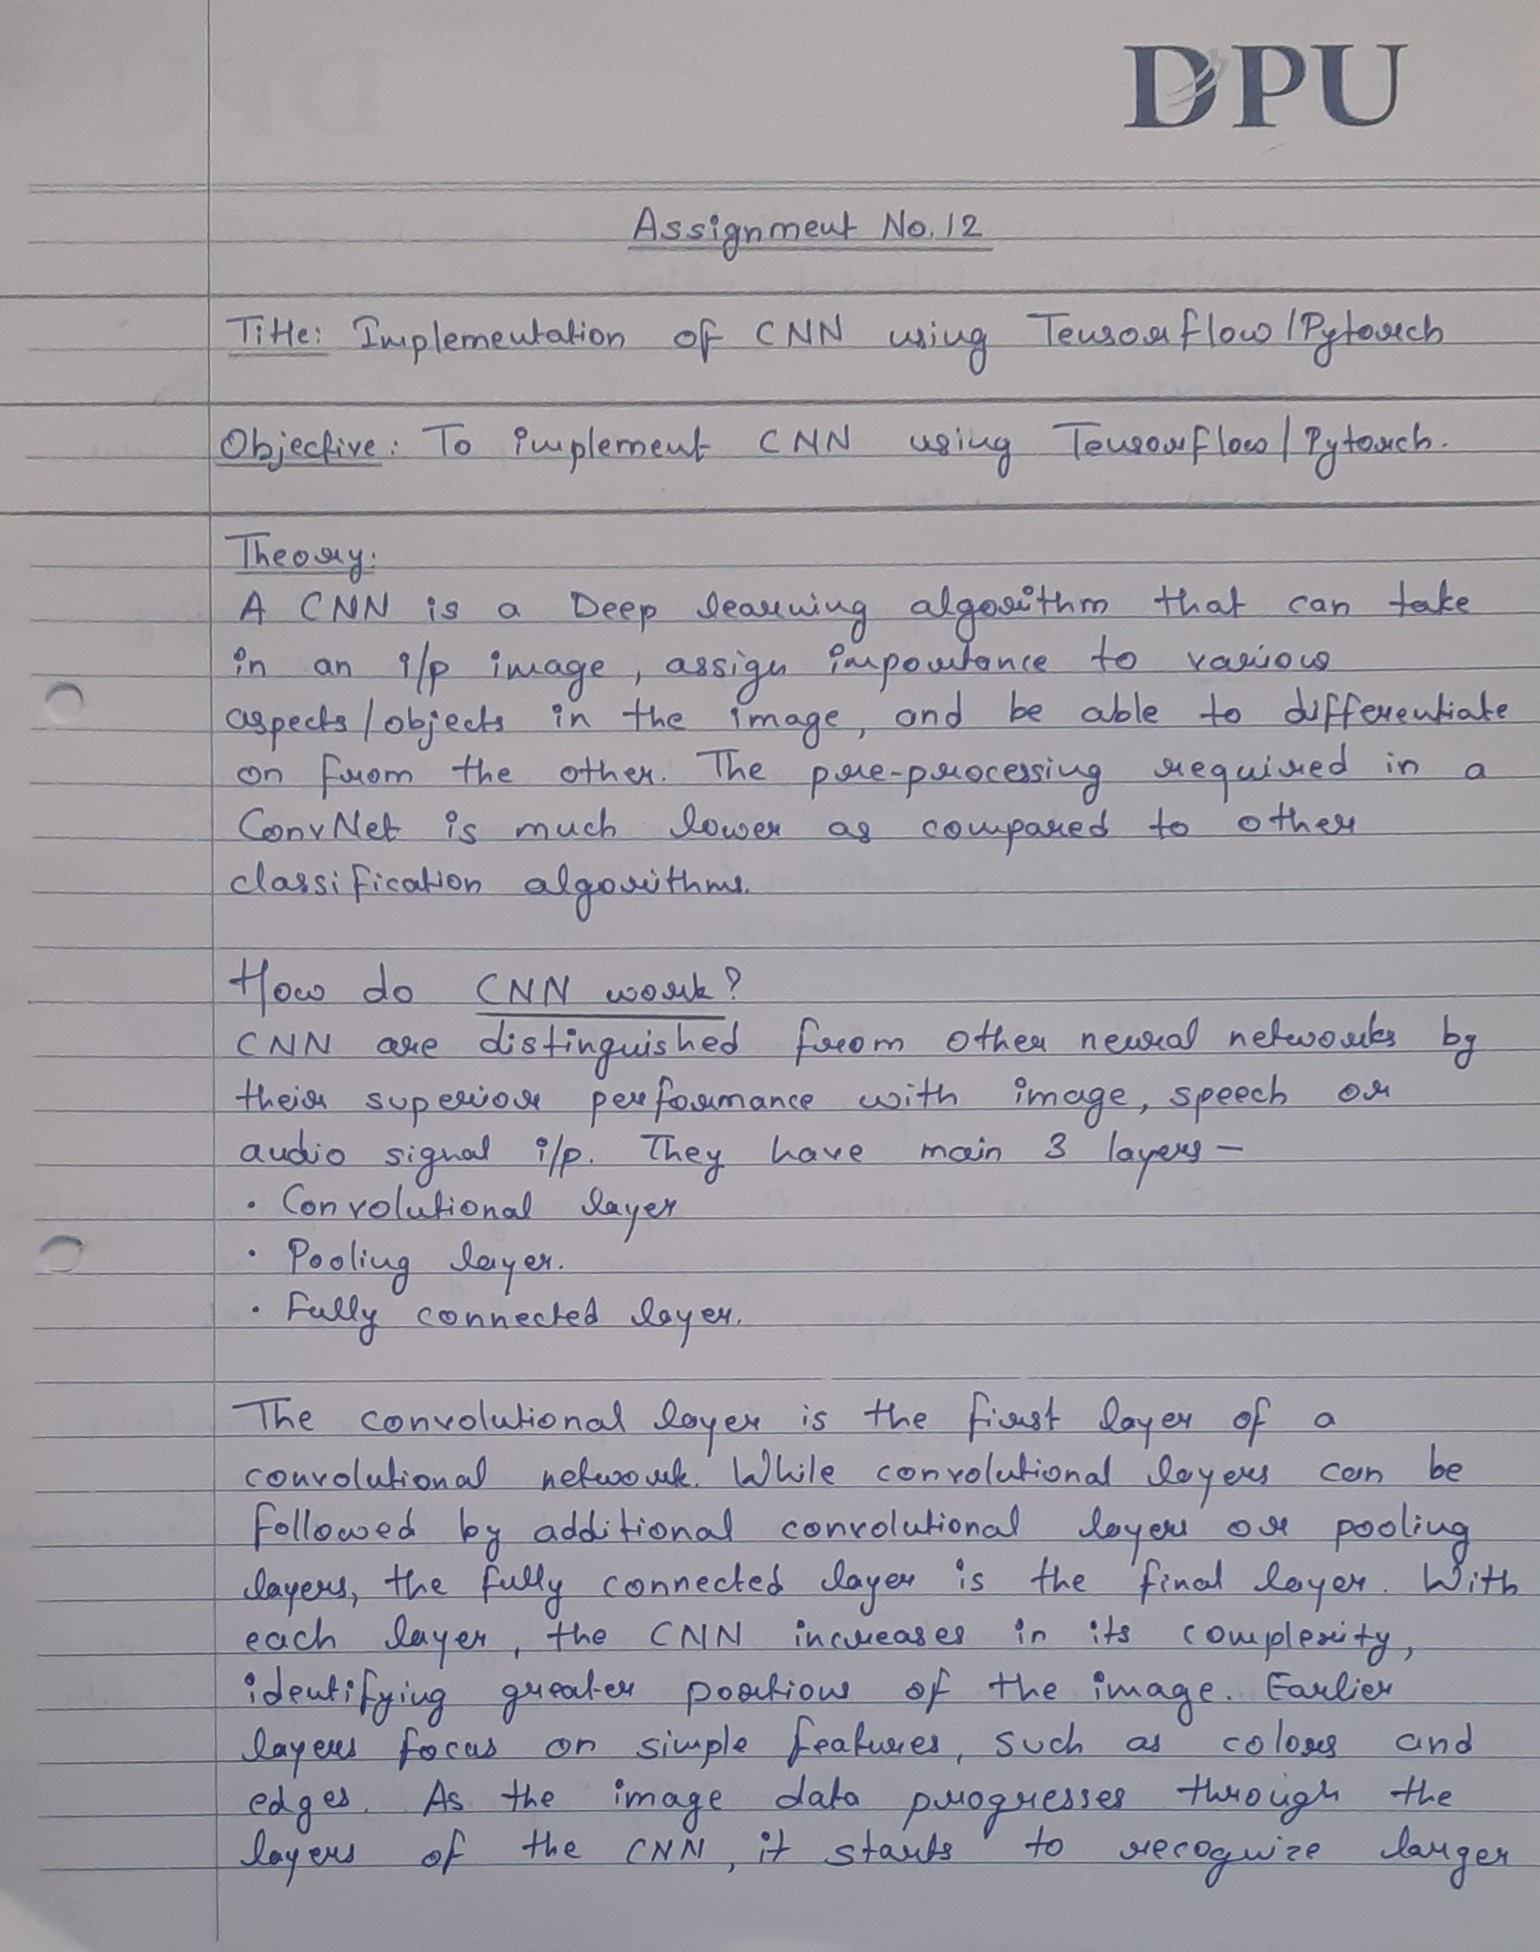 DPU
Assignment No. 12
Title: Implementation of CNN using Tensorflow/Pytorch
Objective: To implement CNN using Tensorflow/Pytorch.
Theory:
A CNN is a Deep learning algorithm that can take
in an i/p image, assign importance to various
aspects/objects in the image, and be able to differentiate
on from the other. The pre-processing required in a
ConvNet is much lower as compared to other
classification algorithms.
How do CNN work?
CNN are distinguished from other neural networks by
their superior performance with image, speech or
audio signal i/p. They have main 3 layers -
• Convolutional layer
• Pooling layer.
• Fully connected layer.
The convolutional layer is the first layer of a
convolutional network. While convolutional layers can be
followed by additional convolutional layers or pooling
layers, the fully connected layer is the final layer. With
each layer, the CNN increases in its complexity,
identifying greater portions of the image. Earlier
layers focus on simple features, such as colors and
edges. As the image data progresses through the
layers of the CNN, it starts to recognize larger